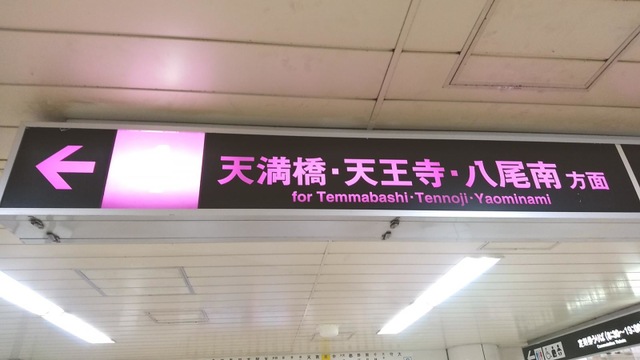 天満橋・天王寺・八尾南 方面
for Temmabashi・Tennoji・Yaominami